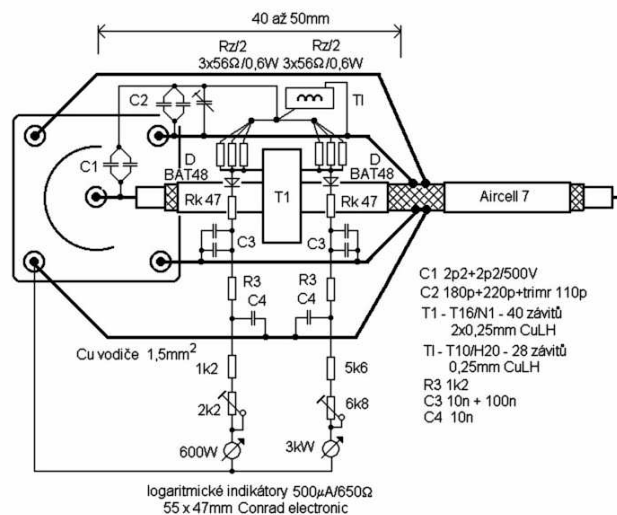 40 až 50mm
Rz/2 Rz/2
3x56Ω/0,6W 3x56Ω/0,6W
C2
Tl
C1
D D
BAT48 BAT48
Rk 47 T1 Rk 47
Aircell 7
C3 C3
R3 R3
C4 C4
C1 2p2+2p2/500V
C2 180p+220p+trimr 110p
T1 - T16/N1 - 40 závitů
2x0,25mm CuLH
Tl - T10/H20 - 28 závitů
0,25mm CuLH
R3 1k2
C3 10n + 100n
C4 10n
Cu vodiče 1,5mm²
1k2 5k6
2k2 6k8
600W 3kW
logaritmické indikátory 500µA/650Ω
55 x 47mm Conrad electronic